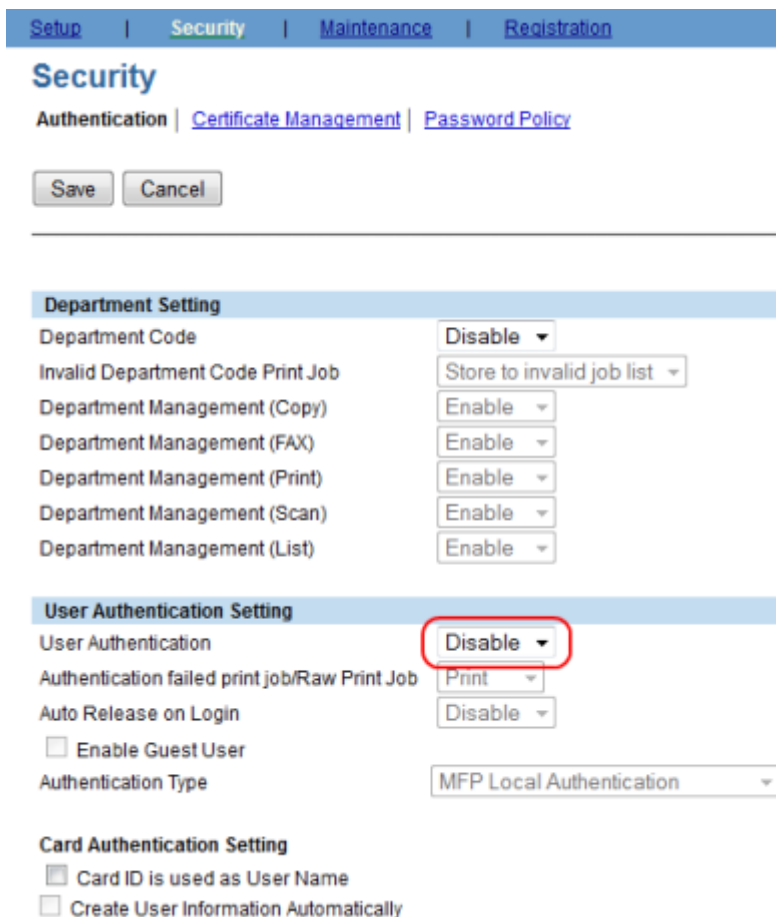 Setup | Security | Maintenance | Registration
Security
Authentication | Certificate Management | Password Policy
Save Cancel
Department Setting
Department Code Disable
Invalid Department Code Print Job Store to invalid job list
Department Management (Copy) Enable
Department Management (FAX) Enable
Department Management (Print) Enable
Department Management (Scan) Enable
Department Management (List) Enable
User Authentication Setting
User Authentication Disable
Authentication failed print job/Raw Print Job Print
Auto Release on Login Disable
Enable Guest User
Authentication Type MFP Local Authentication
Card Authentication Setting
Card ID is used as User Name
Create User Information Automatically